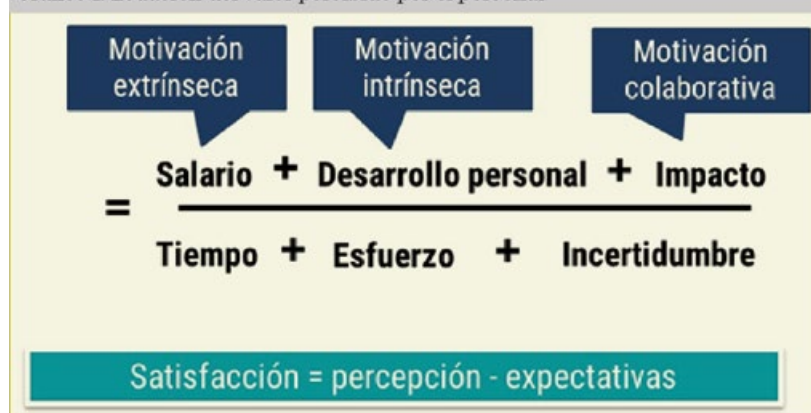 Motivación
extrínseca
Motivación
intrínseca
Motivación
colaborativa
Salario + Desarrollo personal + Impacto
=
Tiempo + Esfuerzo + Incertidumbre
Satisfacción = percepción - expectativas